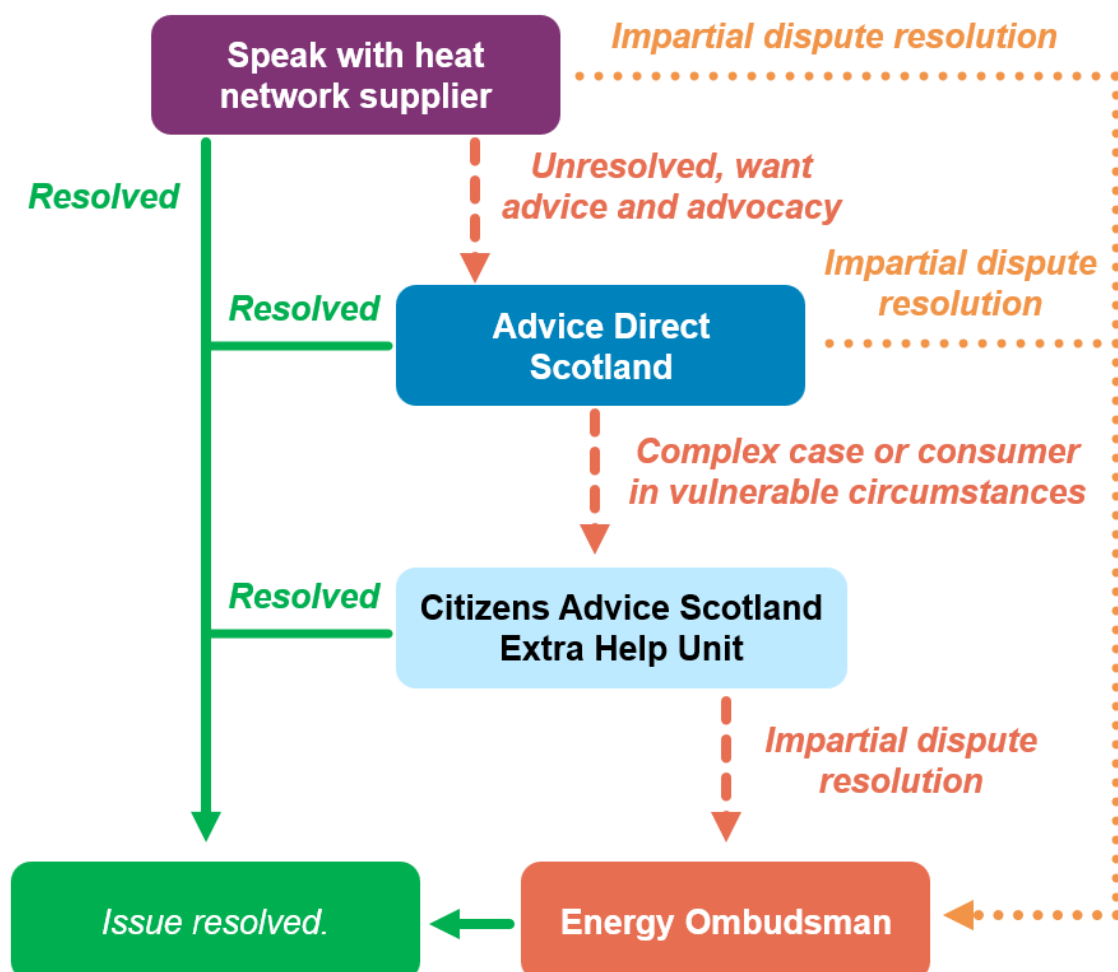 Speak with heat
network supplier
Impartial dispute resolution
Resolved
Unresolved, want
advice and advocacy
Impartial dispute
resolution
Resolved
Advice Direct
Scotland
Complex case or consumer
in vulnerable circumstances
Resolved
Citizens Advice Scotland
Extra Help Unit
Impartial dispute
resolution
Issue resolved.
Energy Ombudsman